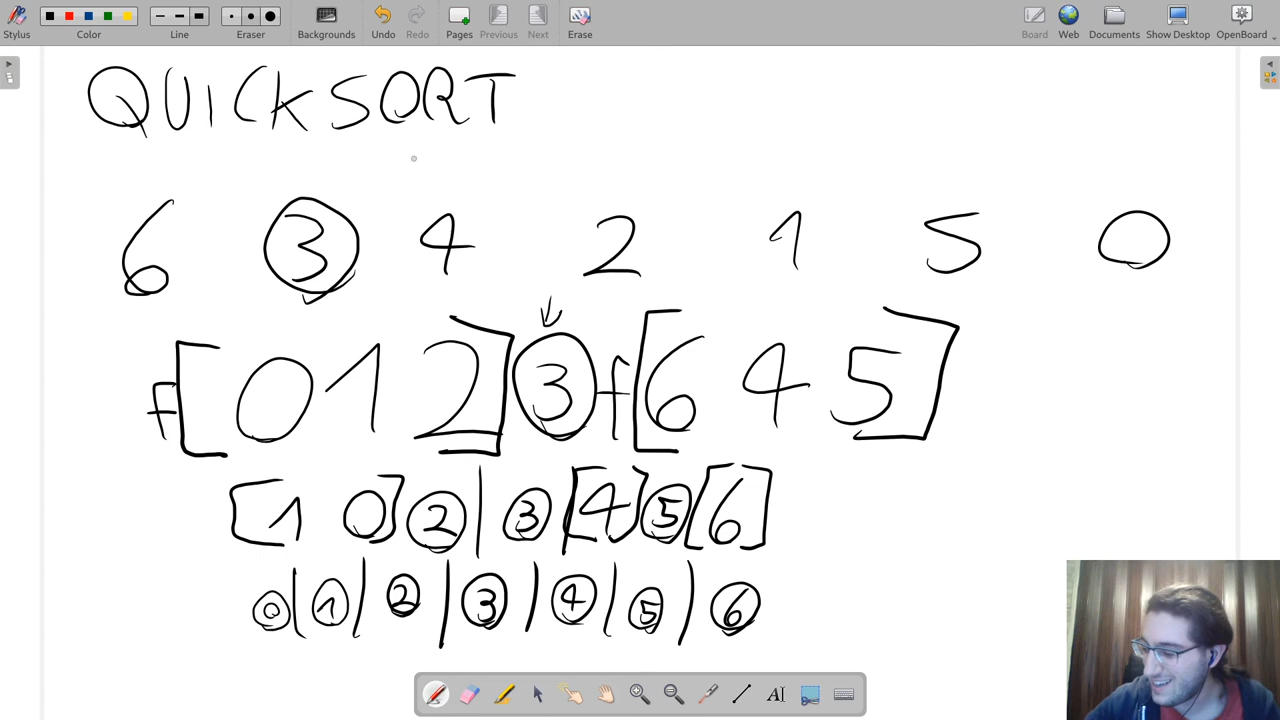 Color Line Eraser Backgrounds Undo Redo Pages Previous Next Erase Board Web Documents Show Desktop OpenBoard
Stylus
QUICKSORT
6 3 4 2 1 5 0
f[0 1 2] 3 f[6 4 5]
[1 0] 2 | 3 [4] 5 [6]
0 | 1 | 2 | 3 | 4 | 5 | 6
AI